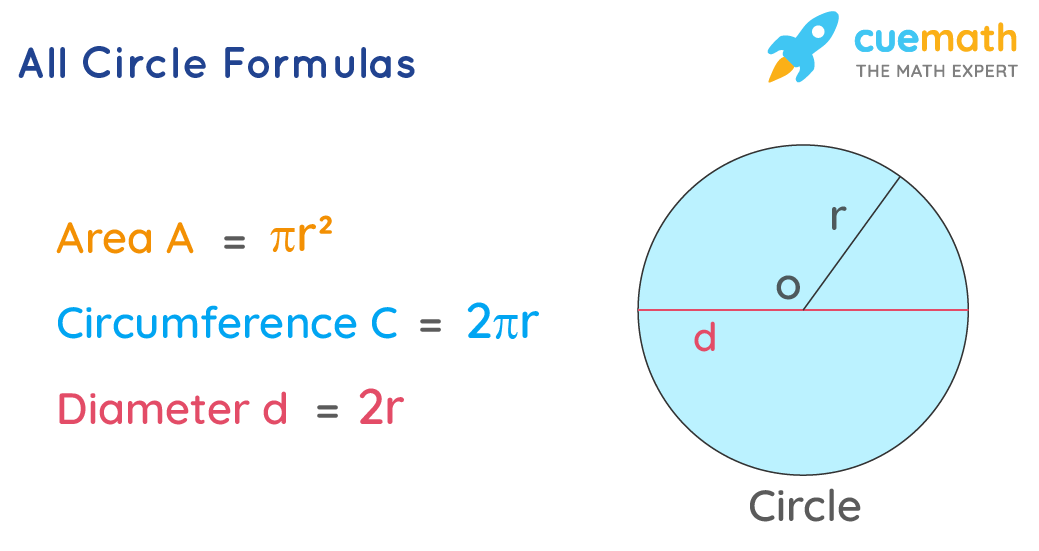 All Circle Formulas
cuemath
THE MATH EXPERT
Area A = πr²
Circumference C = 2πr
Diameter d = 2r
r
o
d
Circle